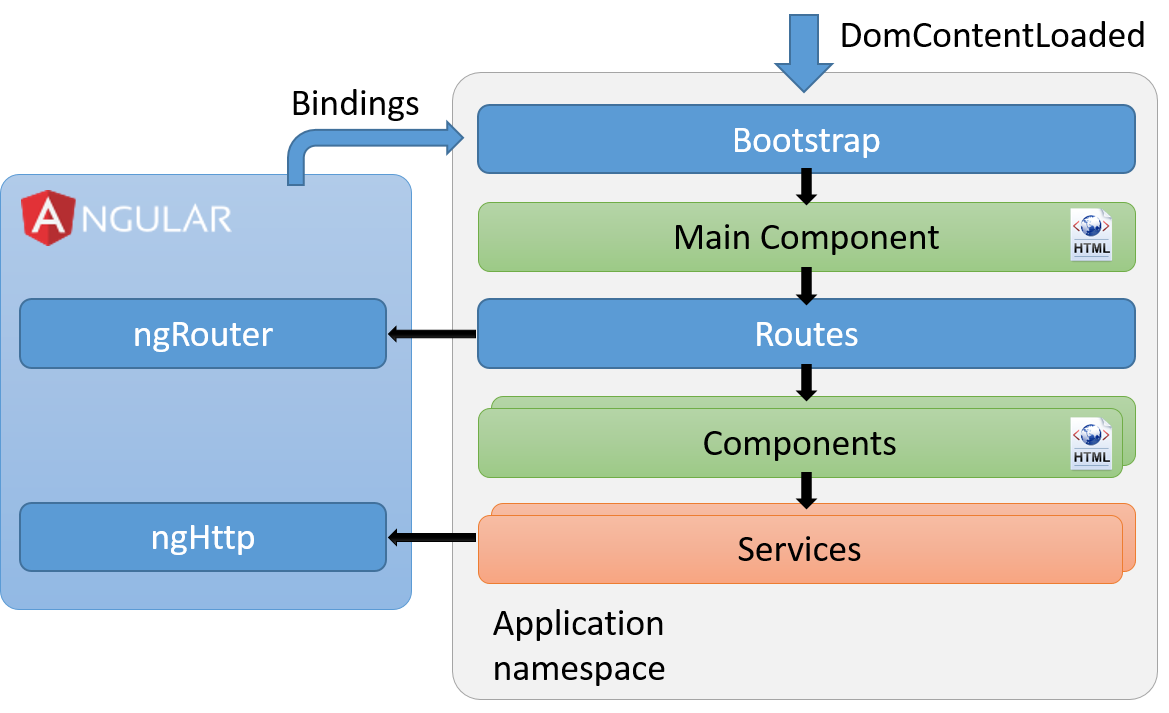 DomContentLoaded
Bindings
Bootstrap
ANGULAR
Main Component
HTML
ngRouter
Routes
Components
HTML
ngHttp
Services
Application
namespace